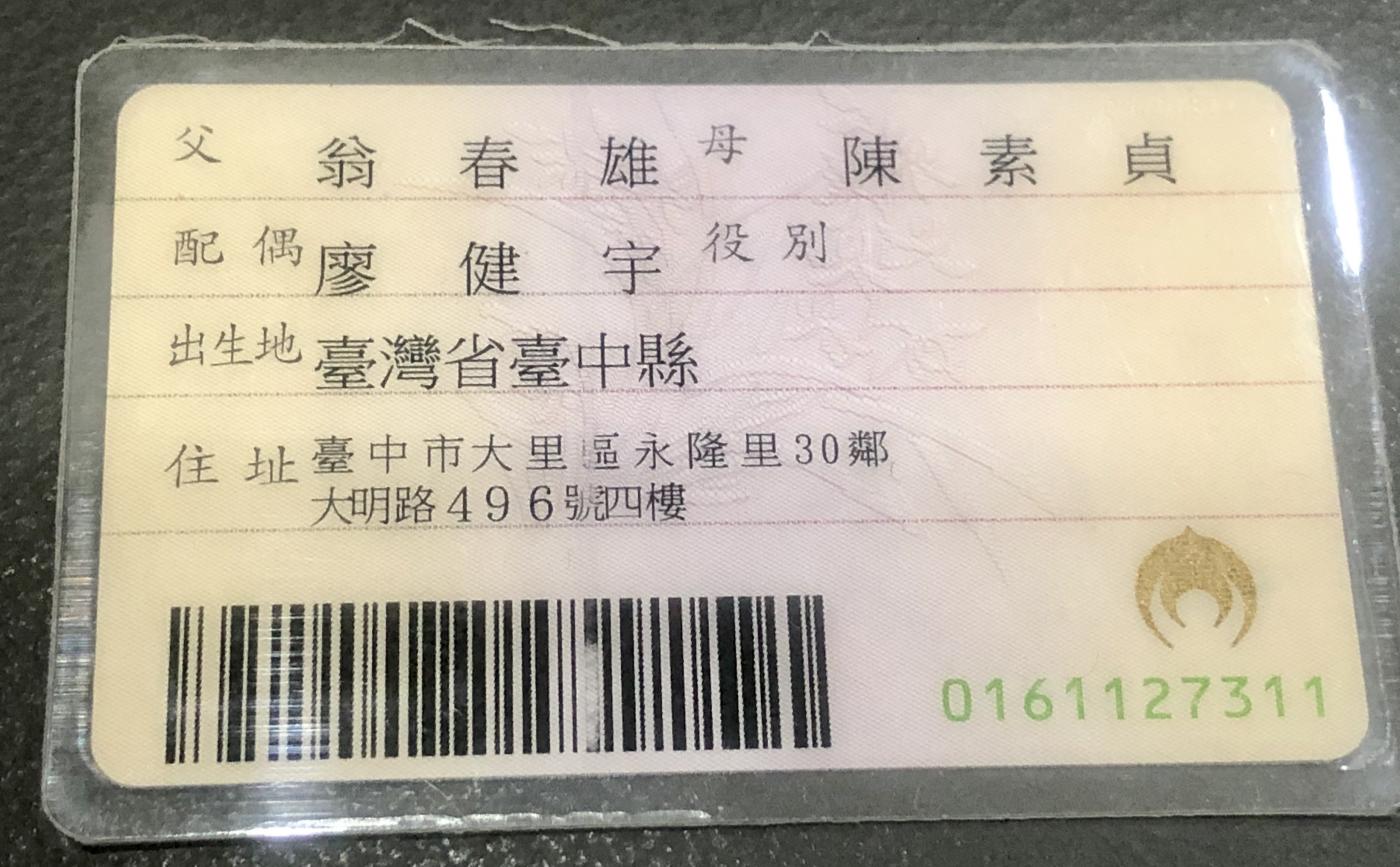 父 翁春雄 母 陳素貞
配偶 廖健宇 役別
出生地 臺灣省臺中縣
住址 臺中市大里區永隆里30鄰
大明路496號四樓
0161127311